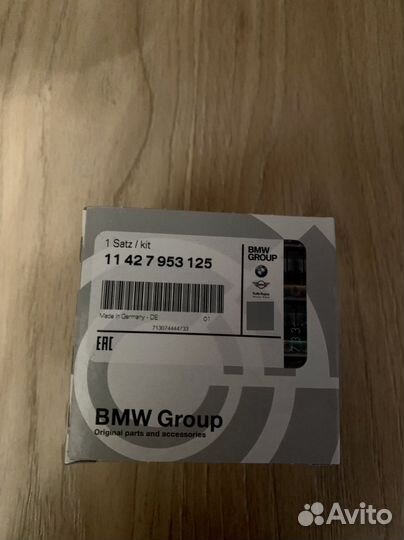 1 Satz / kit
11 42 7 953 125
Made in Germany - DE 01
713074444733
BMW
GROUP
EAC
BMW Group
Original parts and accessories
Avito